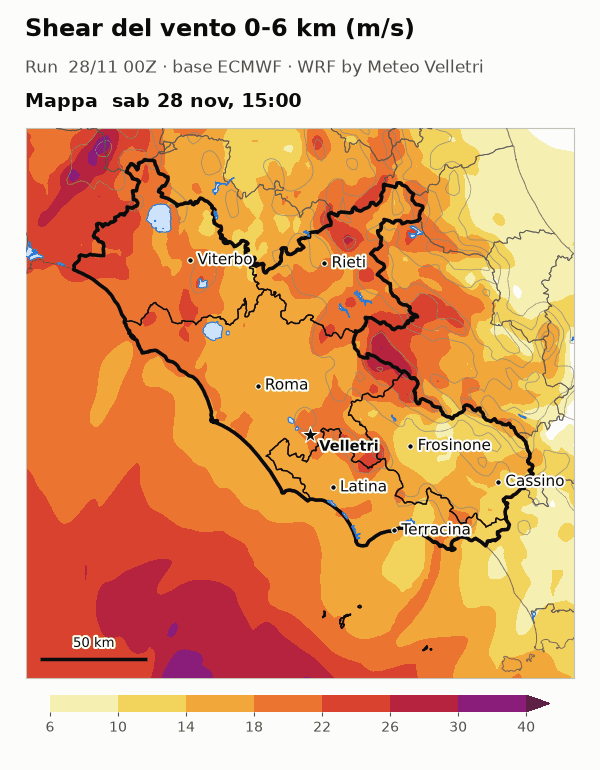 Shear del vento 0-6 km (m/s)
Run 28/11 00Z · base ECMWF · WRF by Meteo Velletri
Mappa sab 28 nov, 15:00
Viterbo
Rieti
Roma
Velletri
Frosinone
Latina
Cassino
Terracina
50 km
6 10 14 18 22 26 30 40